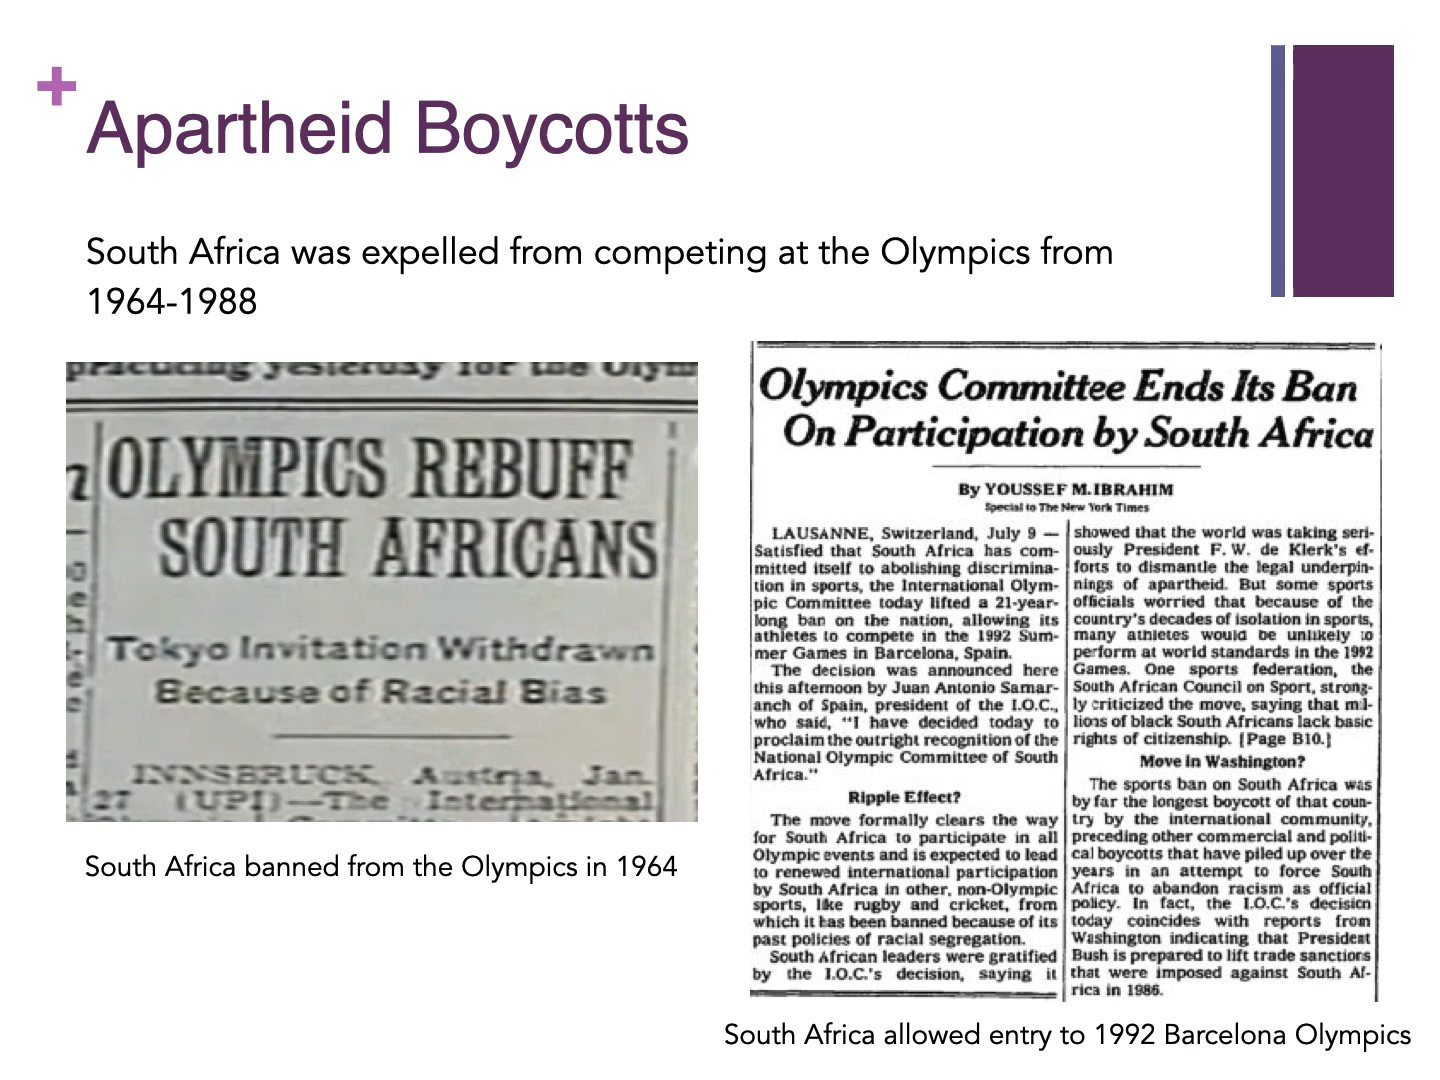 +
Apartheid Boycotts
South Africa was expelled from competing at the Olympics from
1964-1988
practicing yesterday for the Olym
OLYMPICS REBUFF
SOUTH AFRICANS
Tokyo Invitation Withdrawn
Because of Racial Bias
INNSBRUCK, Austria, Jan.
27 (UPI)—The International
South Africa banned from the Olympics in 1964
Olympics Committee Ends Its Ban
On Participation by South Africa
By YOUSSEF M. IBRAHIM
Special to The New York Times
LAUSANNE, Switzerland, July 9 —
Satisfied that South Africa has com-
mitted itself to abolishing discrimina-
tion in sports, the International Olym-
pic Committee today lifted a 21-year-
long ban on the nation, allowing its
athletes to compete in the 1992 Sum-
mer Games in Barcelona, Spain.
The decision was announced here
this afternoon by Juan Antonio Samar-
anch of Spain, president of the I.O.C.,
who said, "I have decided today to
proclaim the outright recognition of the
National Olympic Committee of South
Africa."
Ripple Effect?
The move formally clears the way
for South Africa to participate in all
Olympic events and is expected to lead
to renewed international participation
by South Africa in other, non-Olympic
sports, like rugby and cricket, from
which it has been banned because of its
past policies of racial segregation.
South African leaders were gratified
by the I.O.C.'s decision, saying it
showed that the world was taking seri-
ously President F. W. de Klerk's ef-
forts to dismantle the legal underpin-
nings of apartheid. But some sports
officials worried that because of the
country's decades of isolation in sports,
many athletes would be unlikely to
perform at world standards in the 1992
Games. One sports federation, the
South African Council on Sport, strong-
ly criticized the move, saying that mil-
lions of black South Africans lack basic
rights of citizenship. [Page B10.]
Move in Washington?
The sports ban on South Africa was
by far the longest boycott of that coun-
try by the international community,
preceding other commercial and politi-
cal boycotts that have piled up over the
years in an attempt to force South
Africa to abandon racism as official
policy. In fact, the I.O.C.'s decision
today coincides with reports from
Washington indicating that President
Bush is prepared to lift trade sanctions
that were imposed against South Af-
rica in 1986.
South Africa allowed entry to 1992 Barcelona Olympics